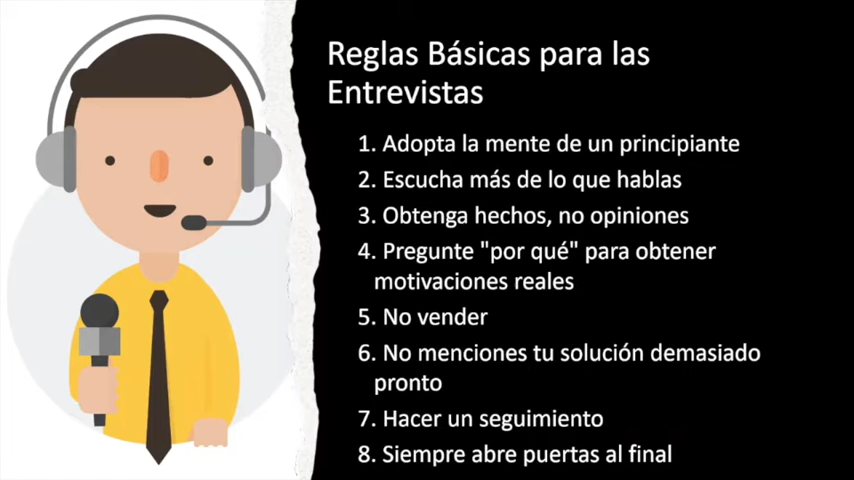 Reglas Básicas para las
Entrevistas
1. Adopta la mente de un principiante
2. Escucha más de lo que hablas
3. Obtenga hechos, no opiniones
4. Pregunte "por qué" para obtener
motivaciones reales
5. No vender
6. No menciones tu solución demasiado
pronto
7. Hacer un seguimiento
8. Siempre abre puertas al final